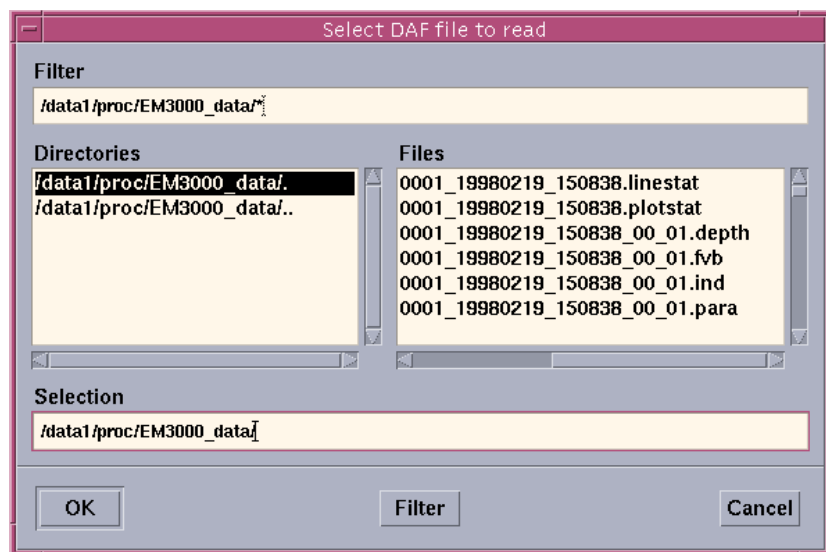 Select DAF file to read
Filter
/data1/proc/EM3000_data/*
Directories
/data1/proc/EM3000_data/.
/data1/proc/EM3000_data/..
Files
0001_19980219_150838.linestat
0001_19980219_150838.plotstat
0001_19980219_150838_00_01.depth
0001_19980219_150838_00_01.fvb
0001_19980219_150838_00_01.ind
0001_19980219_150838_00_01.para
Selection
/data1/proc/EM3000_data/
OK
Filter
Cancel